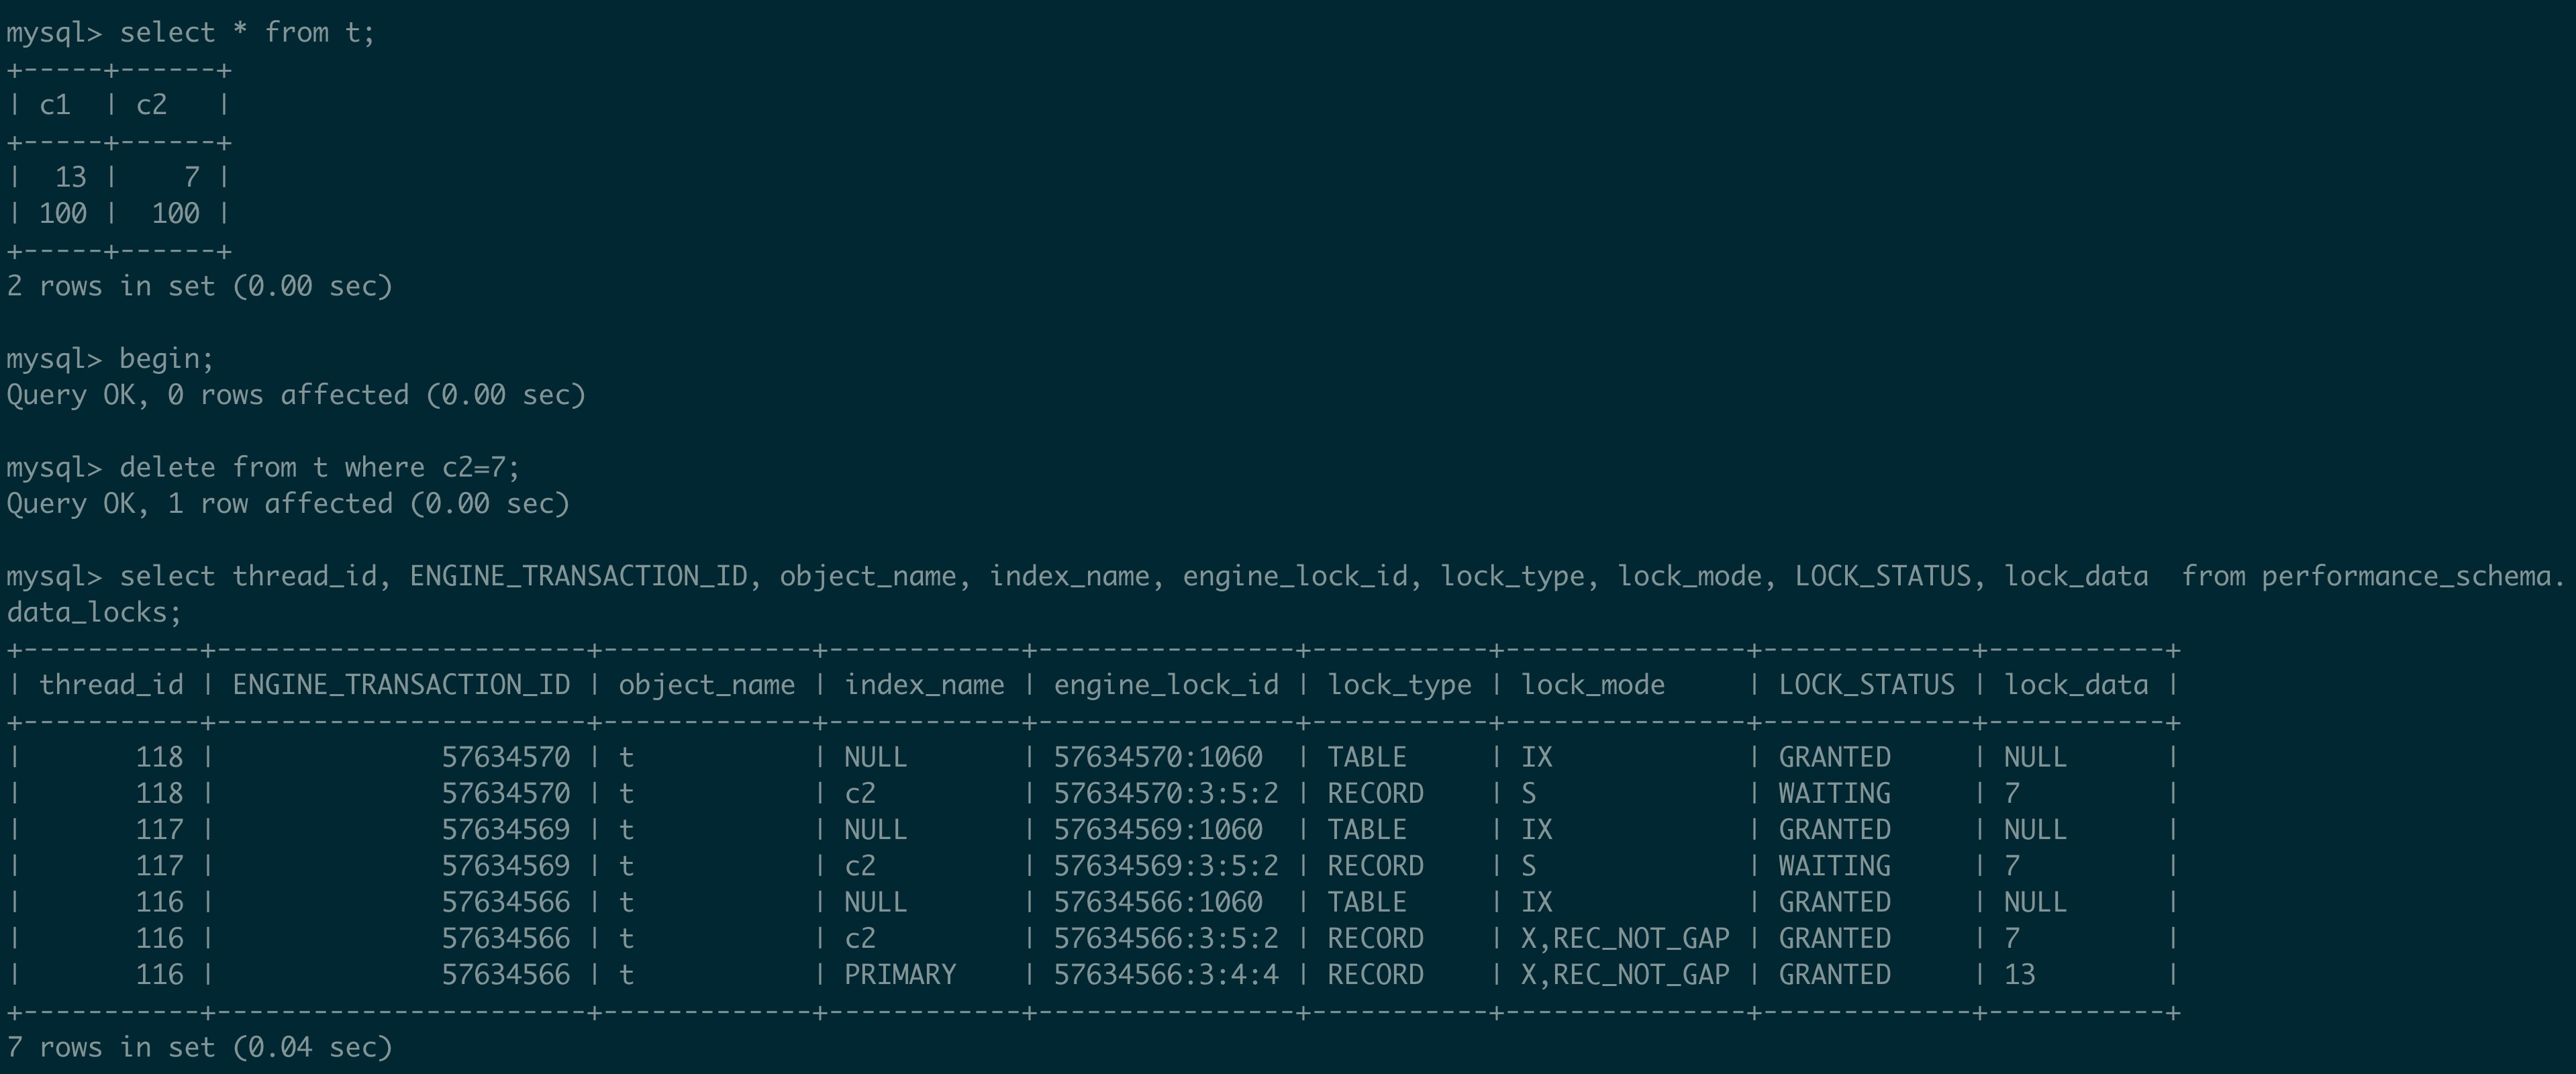 mysql> select * from t;
+-----+------+
| c1  | c2   |
+-----+------+
|  13 |    7 |
| 100 |  100 |
+-----+------+
2 rows in set (0.00 sec)

mysql> begin;
Query OK, 0 rows affected (0.00 sec)

mysql> delete from t where c2=7;
Query OK, 1 row affected (0.00 sec)

mysql> select thread_id, ENGINE_TRANSACTION_ID, object_name, index_name, engine_lock_id, lock_type, lock_mode, LOCK_STATUS, lock_data  from performance_schema.
data_locks;
+-----------+-----------------------+-------------+------------+----------------+-----------+---------------+-------------+-----------+
| thread_id | ENGINE_TRANSACTION_ID | object_name | index_name | engine_lock_id | lock_type | lock_mode     | LOCK_STATUS | lock_data |
+-----------+-----------------------+-------------+------------+----------------+-----------+---------------+-------------+-----------+
|       118 |              57634570 | t           | NULL       | 57634570:1060  | TABLE     | IX            | GRANTED     | NULL      |
|       118 |              57634570 | t           | c2         | 57634570:3:5:2 | RECORD    | S             | WAITING     | 7         |
|       117 |              57634569 | t           | NULL       | 57634569:1060  | TABLE     | IX            | GRANTED     | NULL      |
|       117 |              57634569 | t           | c2         | 57634569:3:5:2 | RECORD    | S             | WAITING     | 7         |
|       116 |              57634566 | t           | NULL       | 57634566:1060  | TABLE     | IX            | GRANTED     | NULL      |
|       116 |              57634566 | t           | c2         | 57634566:3:5:2 | RECORD    | X,REC_NOT_GAP | GRANTED     | 7         |
|       116 |              57634566 | t           | PRIMARY    | 57634566:3:4:4 | RECORD    | X,REC_NOT_GAP | GRANTED     | 13        |
+-----------+-----------------------+-------------+------------+----------------+-----------+---------------+-------------+-----------+
7 rows in set (0.04 sec)